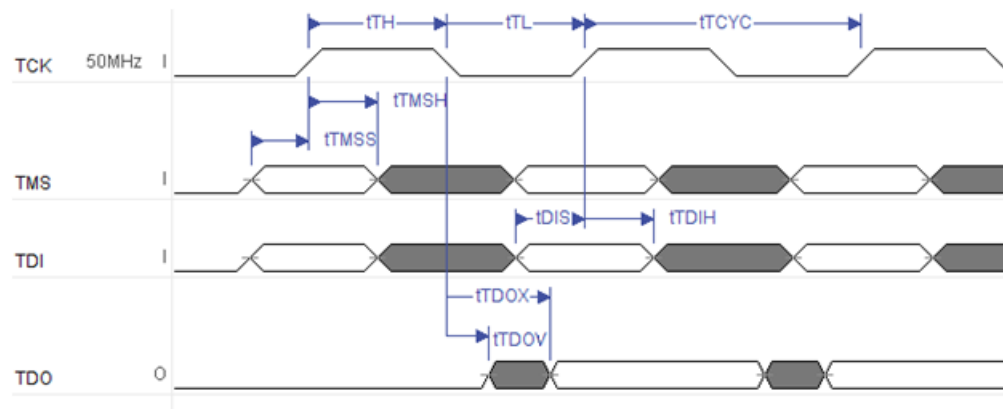 tTH tTL tTCYC
TCK 50MHz I
tTMSH
tTMSS
TMS I
tDIS tTDIH
TDI I
tTDOX
tTDOV
TDO O